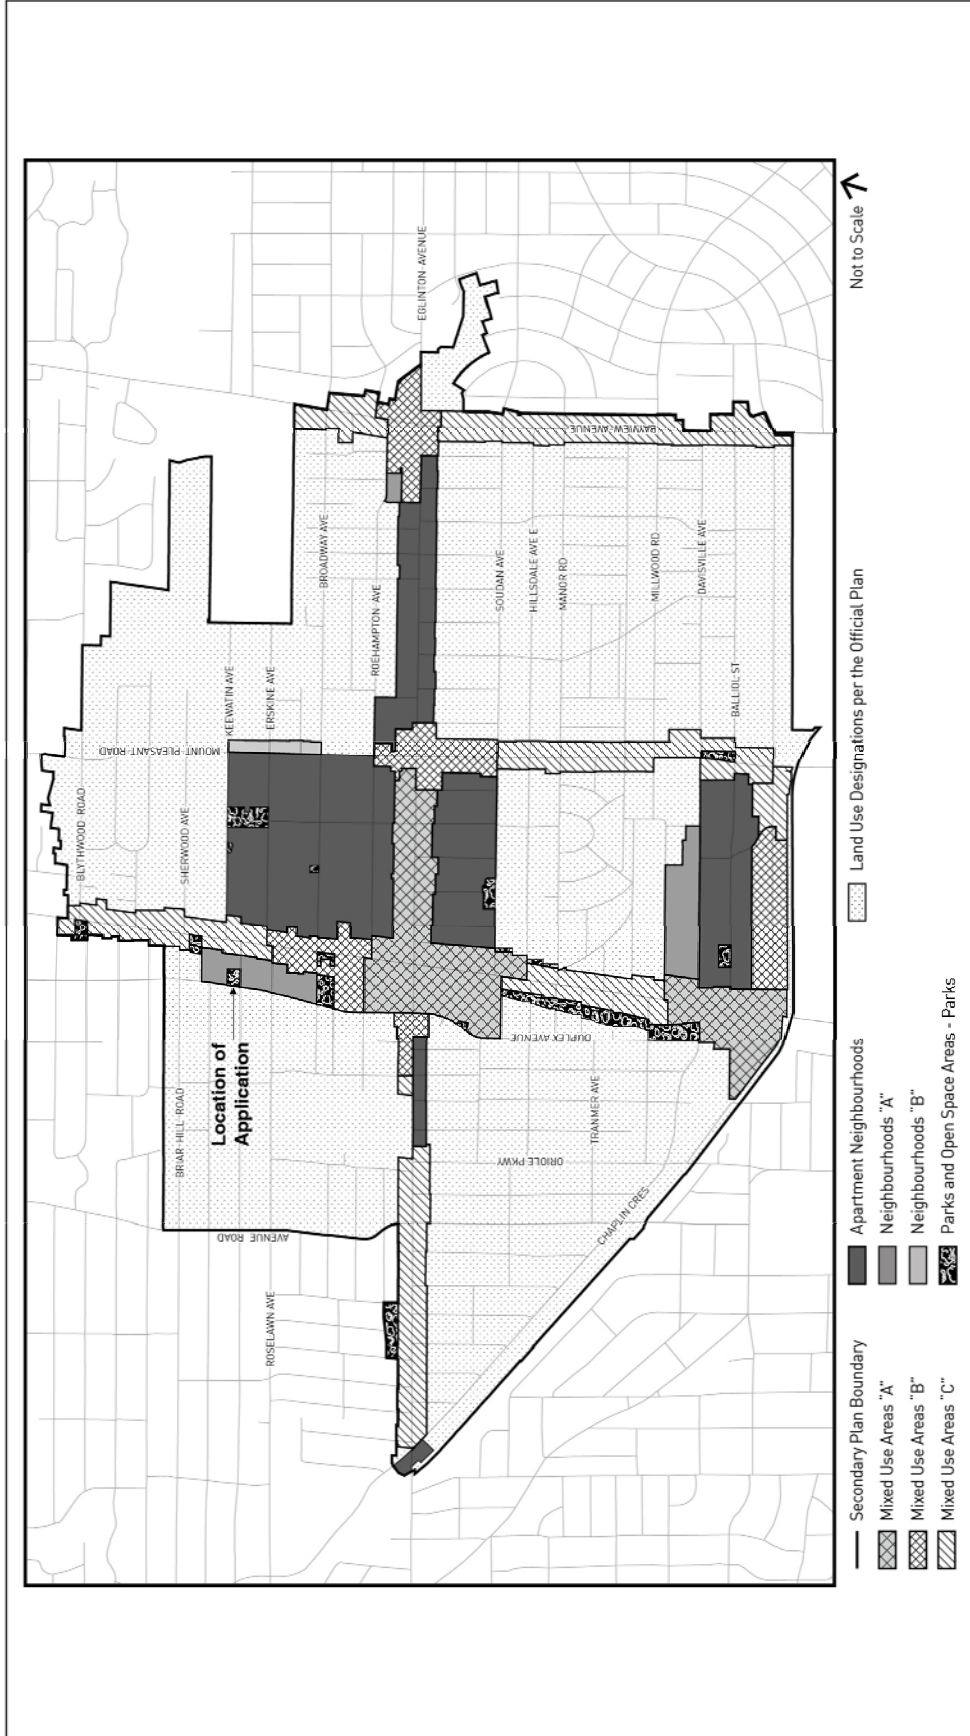 BLYTHWOOD ROAD
SHERWOOD AVE
MOUNT PLEASANT ROAD
KEEWATIN AVE
ERSKINE AVE
BROADWAY AVE
ROEHAMPTON AVE
EGLINTON AVENUE
BAYVIEW AVENUE
SOUDAN AVE
HILLSDALE AVE E
MANOR RD
MILLWOOD RD
DAVISVILLE AVE
BALLIOL ST
Location of
Application
BRIAR HILL ROAD
AVENUE ROAD
ROSELAWN AVE
DUPLEX AVENUE
TRANMER AVE
ORIOLE PKWY
CHAPLIN CRES
Secondary Plan Boundary
Mixed Use Areas "A"
Mixed Use Areas "B"
Mixed Use Areas "C"
Apartment Neighbourhoods
Neighbourhoods "A"
Neighbourhoods "B"
Parks and Open Space Areas - Parks
Land Use Designations per the Official Plan
Not to Scale